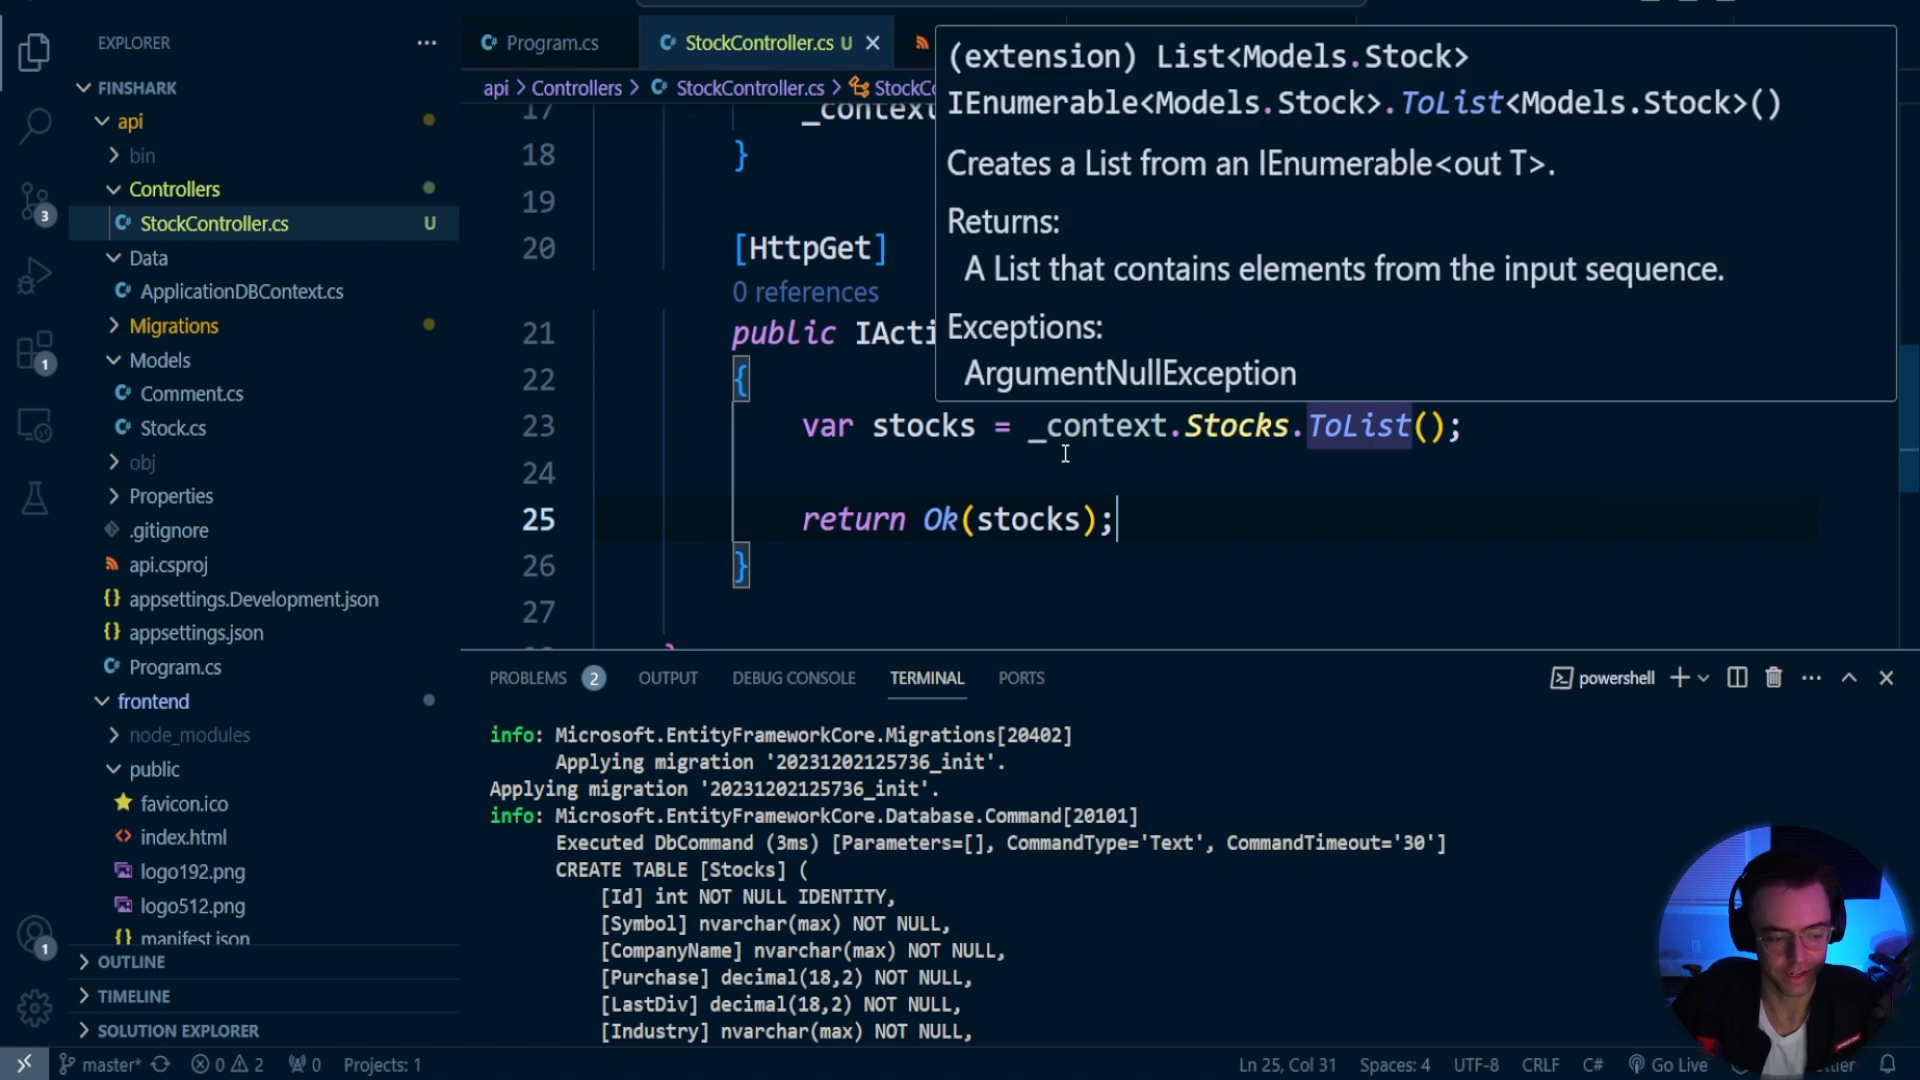 EXPLORER
FINSHARK
api
bin
Controllers
StockController.cs U
Data
ApplicationDBContext.cs
Migrations
Models
Comment.cs
Stock.cs
obj
Properties
.gitignore
api.csproj
appsettings.Development.json
appsettings.json
Program.cs
frontend
node_modules
public
favicon.ico
index.html
logo192.png
logo512.png
manifest.json
OUTLINE
TIMELINE
SOLUTION EXPLORER
3
1
1
Program.cs
StockController.cs U
api > Controllers > StockController.cs > StockC
(extension) List<Models.Stock>
IEnumerable<Models.Stock>.ToList<Models.Stock>()
Creates a List from an IEnumerable<out T>.
Returns:
A List that contains elements from the input sequence.
Exceptions:
ArgumentNullException
17 _context
18 }
19
20 [HttpGet]
0 references
21 public IActi
22 {
23 var stocks = _context.Stocks.ToList();
24
25 return Ok(stocks);
26 }
27
PROBLEMS 2 OUTPUT DEBUG CONSOLE TERMINAL PORTS
powershell
info: Microsoft.EntityFrameworkCore.Migrations[20402]
Applying migration '20231202125736_init'.
Applying migration '20231202125736_init'.
info: Microsoft.EntityFrameworkCore.Database.Command[20101]
Executed DbCommand (3ms) [Parameters=[], CommandType='Text', CommandTimeout='30']
CREATE TABLE [Stocks] (
[Id] int NOT NULL IDENTITY,
[Symbol] nvarchar(max) NOT NULL,
[CompanyName] nvarchar(max) NOT NULL,
[Purchase] decimal(18,2) NOT NULL,
[LastDiv] decimal(18,2) NOT NULL,
[Industry] nvarchar(max) NOT NULL,
master* 0 2 0 Projects: 1
Ln 25, Col 31 Spaces: 4 UTF-8 CRLF C# Go Live